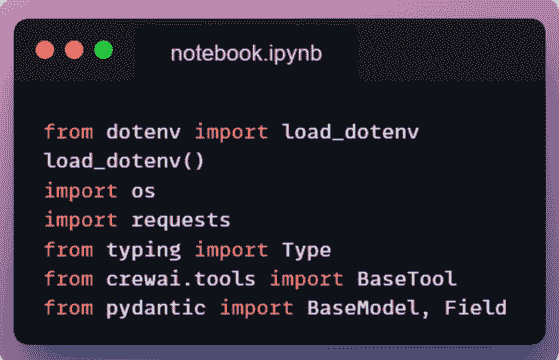 notebook.ipynb
from dotenv import load_dotenv
load_dotenv()
import os
import requests
from typing import Type
from crewai.tools import BaseTool
from pydantic import BaseModel, Field